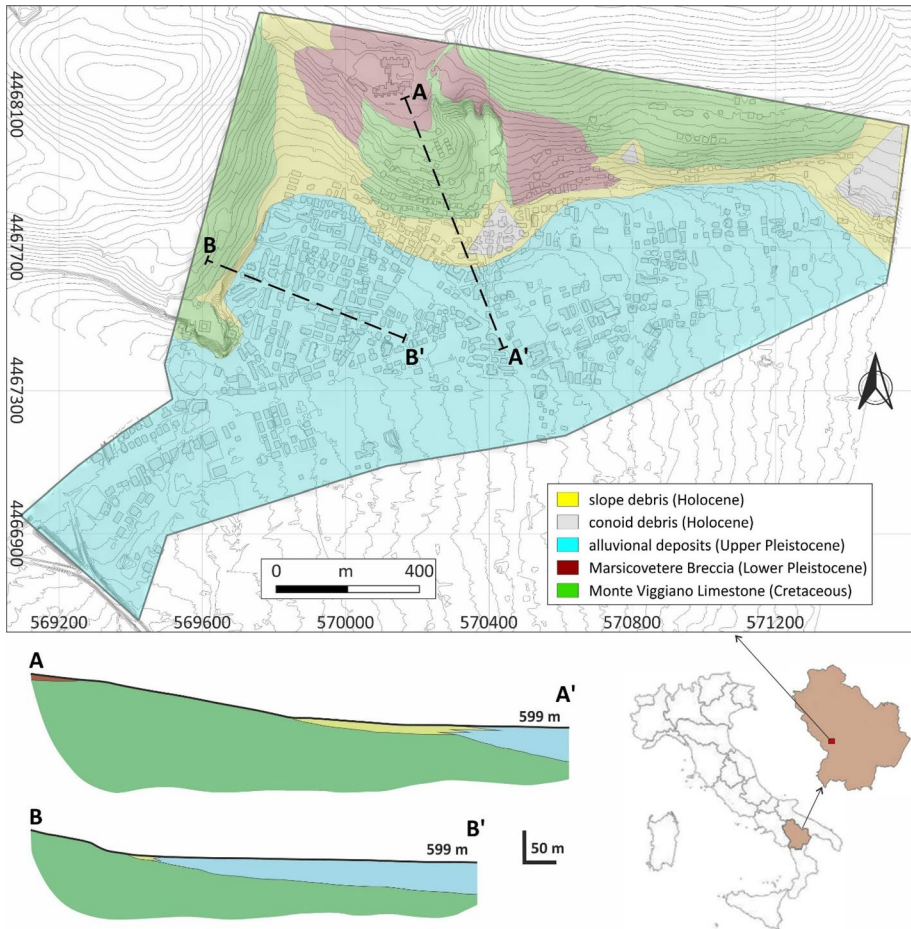 4468100
4467700
4467300
4466900
A
B
B'
A'
slope debris (Holocene)
conoid debris (Holocene)
alluvional deposits (Upper Pleistocene)
Marsicovetere Breccia (Lower Pleistocene)
Monte Viggiano Limestone (Cretaceous)
0 m 400
569200 569600 570000 570400 570800 571200
A
A'
599 m
B
B'
599 m
50 m